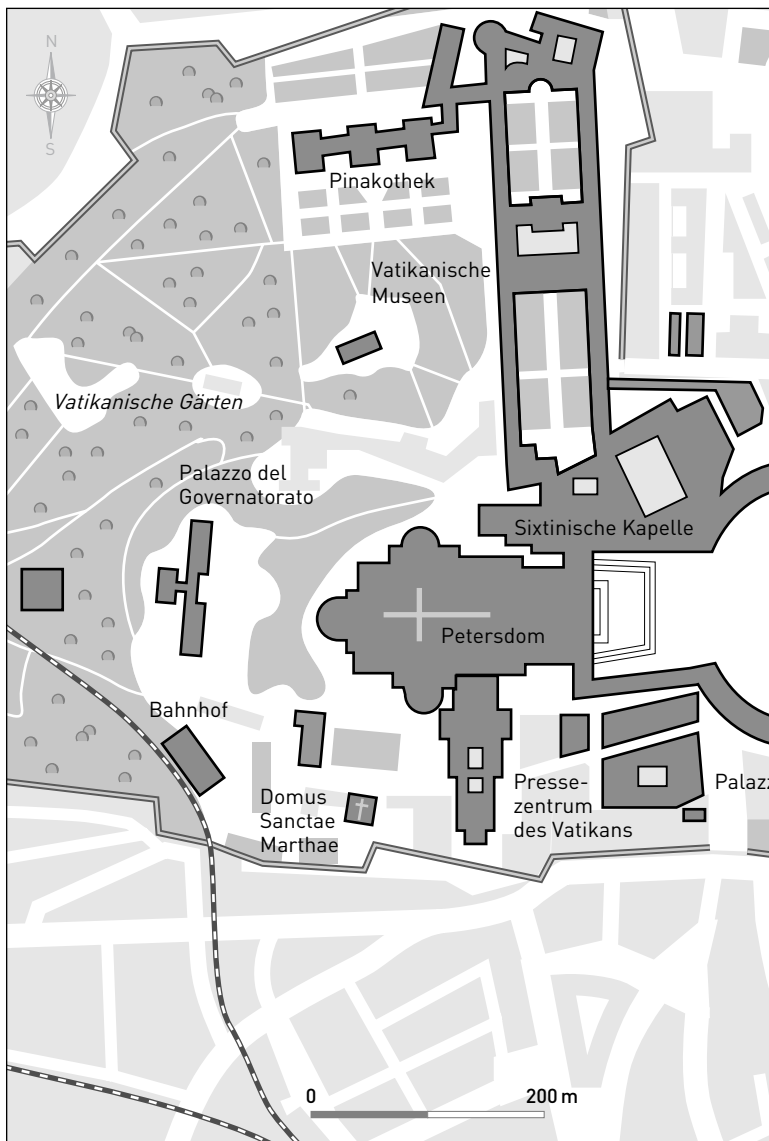 N
S
Pinakothek
Vatikanische
Museen
Vatikanische Gärten
Palazzo del
Governatorato
Sixtinische Kapelle
Petersdom
Bahnhof
Domus
Sanctae
Marthae
Presse-
zentrum
des Vatikans
Palazz
0
200 m